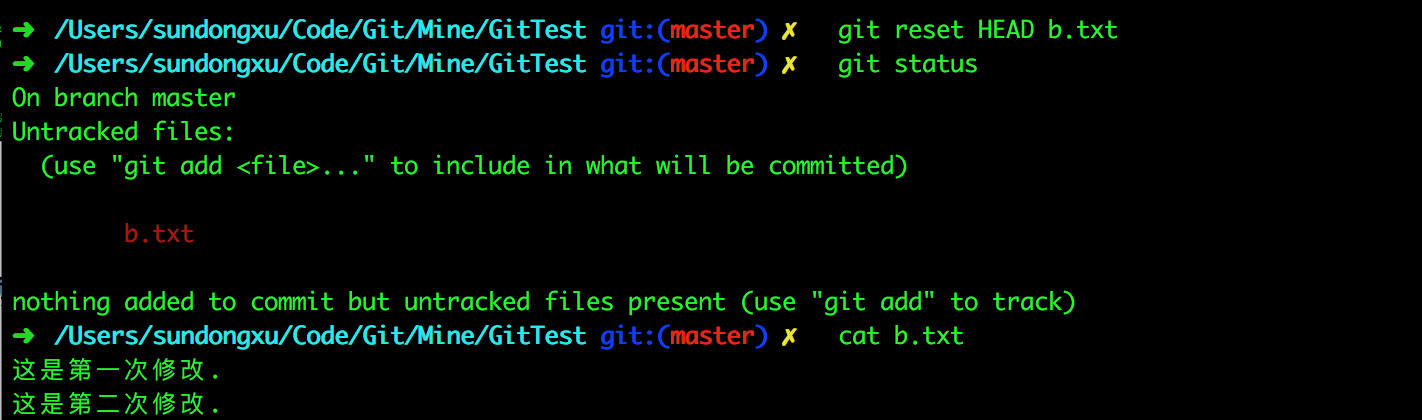 ➜ /Users/sundongxu/Code/Git/Mine/GitTest git:(master) ✗ git reset HEAD b.txt
➜ /Users/sundongxu/Code/Git/Mine/GitTest git:(master) ✗ git status
On branch master
Untracked files:
(use "git add <file>..." to include in what will be committed)
b.txt
nothing added to commit but untracked files present (use "git add" to track)
➜ /Users/sundongxu/Code/Git/Mine/GitTest git:(master) ✗ cat b.txt
这是第一次修改.
这是第二次修改.